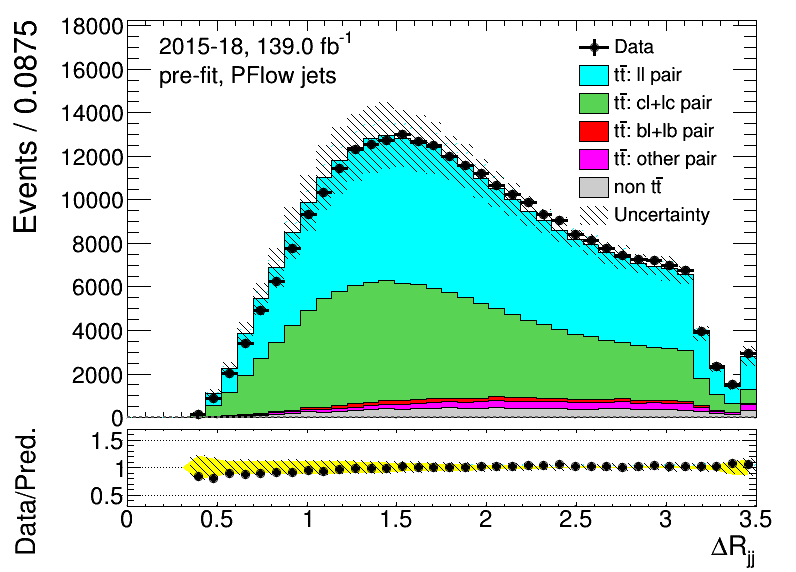 2015-18, 139.0 fb⁻¹
pre-fit, PFlow jets
Data
tt̄: ll pair
tt̄: cl+lc pair
tt̄: bl+lb pair
tt̄: other pair
non tt̄
Uncertainty
Events / 0.0875
18000
16000
14000
12000
10000
8000
6000
4000
2000
0
Data/Pred.
1.5
1
0.5
0 0.5 1 1.5 2 2.5 3 3.5
ΔR_jj